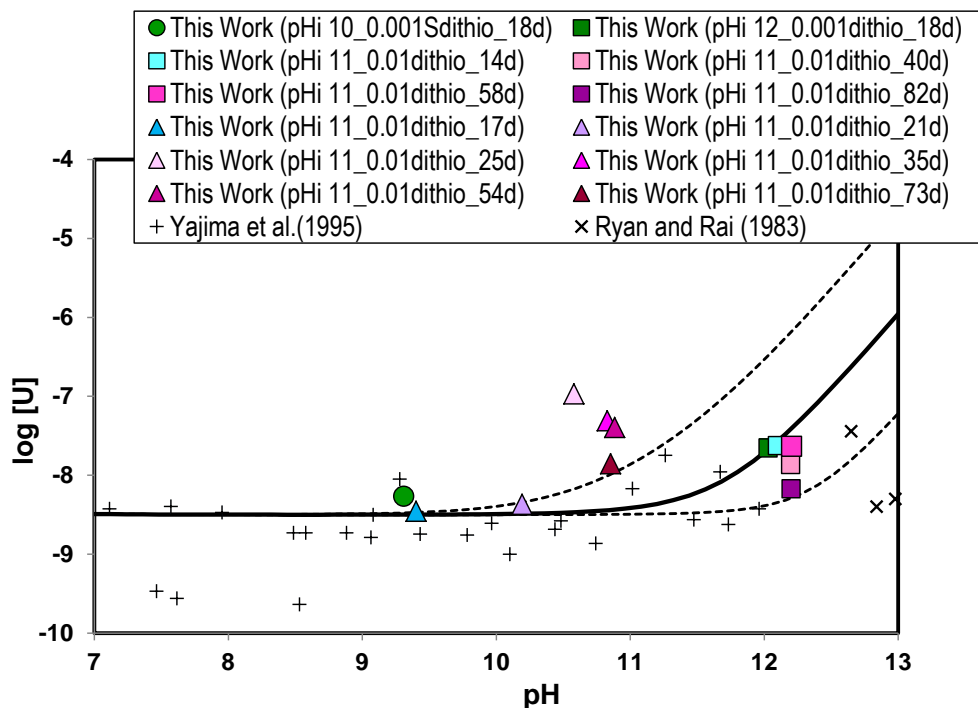 This Work (pHi 10_0.001Sdithio_18d) This Work (pHi 12_0.001dithio_18d)
This Work (pHi 11_0.01dithio_14d) This Work (pHi 11_0.01dithio_40d)
This Work (pHi 11_0.01dithio_58d) This Work (pHi 11_0.01dithio_82d)
This Work (pHi 11_0.01dithio_17d) This Work (pHi 11_0.01dithio_21d)
This Work (pHi 11_0.01dithio_25d) This Work (pHi 11_0.01dithio_35d)
This Work (pHi 11_0.01dithio_54d) This Work (pHi 11_0.01dithio_73d)
Yajima et al.(1995) Ryan and Rai (1983)
-4
-5
-6
-7
-8
-9
-10
log [U]
7 8 9 10 11 12 13
pH